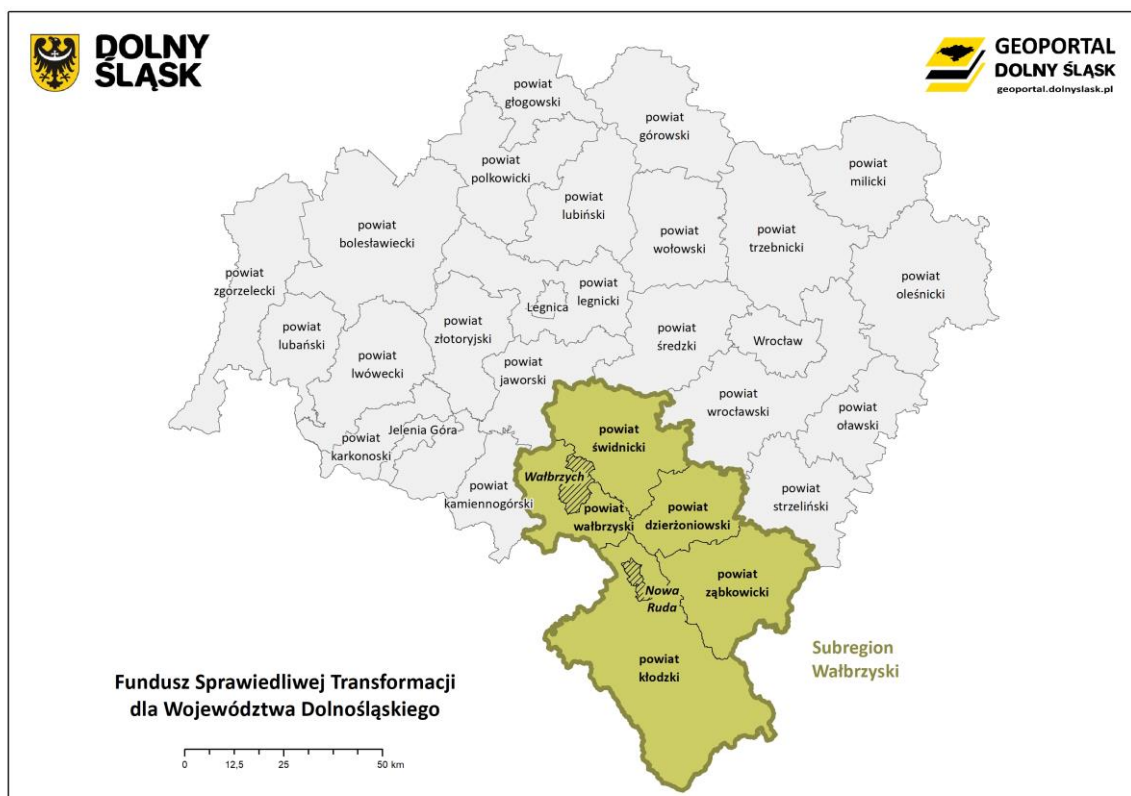 DOLNY
ŚLĄSK
GEOPORTAL
DOLNY ŚLĄSK
geoportal.dolnyslask.pl
powiat
głogowski
powiat
górowski
powiat
polkowicki
powiat
milicki
powiat
lubiński
powiat
bolesławiecki
powiat
wołowski
powiat
trzebnicki
powiat
zgorzelecki
powiat
legnicki
Legnica
powiat
oleśnicki
powiat
lubański
powiat
złotoryjski
powiat
średzki
Wrocław
powiat
lwówecki
powiat
jaworski
powiat
wrocławski
powiat
oławski
Jelenia Góra
powiat
karkonoski
powiat
świdnicki
Wałbrzych
powiat
kamiennogórski
powiat
strzeliński
powiat
wałbrzyski
powiat
dzierżoniowski
powiat
ząbkowicki
Nowa
Ruda
powiat
kłodzki
Subregion
Wałbrzyski
Fundusz Sprawiedliwej Transformacji
dla Województwa Dolnośląskiego
0 12,5 25 50 km